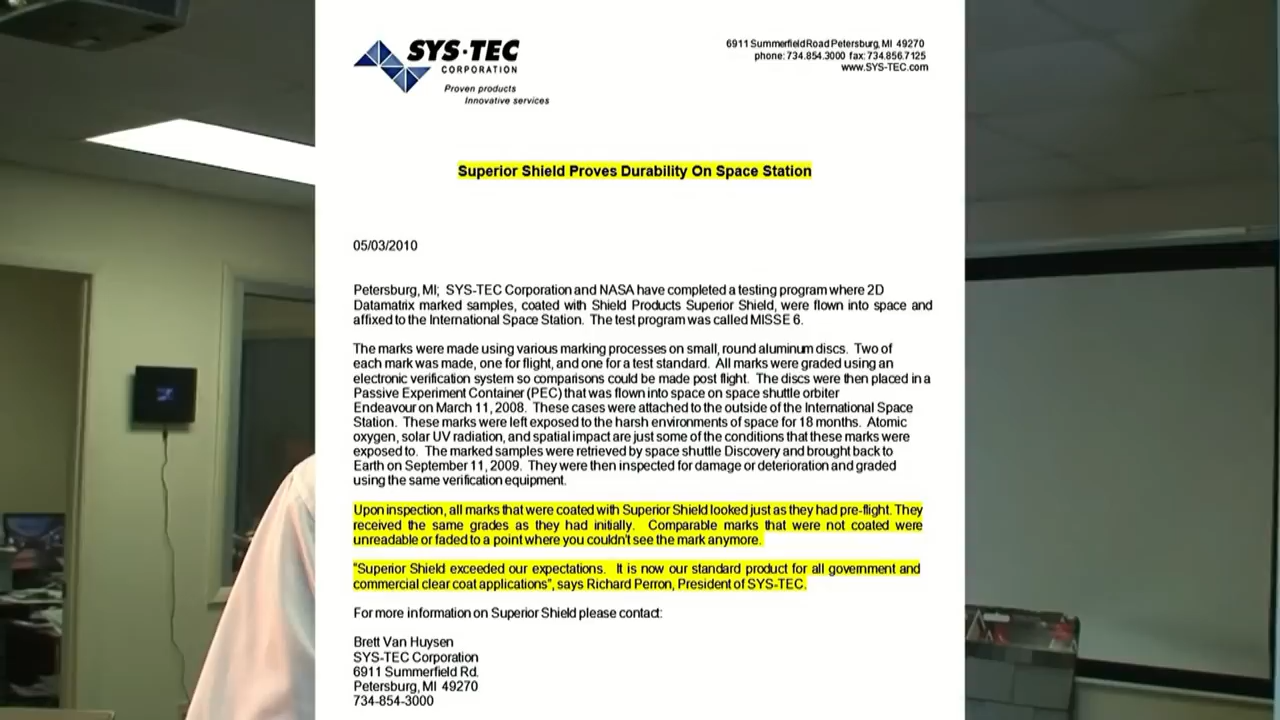 SYS·TEC
CORPORATION
Proven products
Innovative services
6911 Summerfield Road Petersburg, MI 49270
phone: 734.854.3000 fax: 734.856.7125
www.SYS-TEC.com
Superior Shield Proves Durability On Space Station
05/03/2010
Petersburg, MI; SYS-TEC Corporation and NASA have completed a testing program where 2D
Datamatrix marked samples, coated with Shield Products Superior Shield, were flown into space and
affixed to the International Space Station. The test program was called MISSE 6.
The marks were made using various marking processes on small, round aluminum discs. Two of
each mark was made, one for flight, and one for a test standard. All marks were graded using an
electronic verification system so comparisons could be made post flight. The discs were then placed in a
Passive Experiment Container (PEC) that was flown into space on space shuttle orbiter
Endeavour on March 11, 2008. These cases were attached to the outside of the International Space
Station. These marks were left exposed to the harsh environments of space for 18 months. Atomic
oxygen, solar UV radiation, and spatial impact are just some of the conditions that these marks were
exposed to. The marked samples were retrieved by space shuttle Discovery and brought back to
Earth on September 11, 2009. They were then inspected for damage or deterioration and graded
using the same verification equipment.
Upon inspection, all marks that were coated with Superior Shield looked just as they had pre-flight. They
received the same grades as they had initially. Comparable marks that were not coated were
unreadable or faded to a point where you couldn't see the mark anymore.
"Superior Shield exceeded our expectations. It is now our standard product for all government and
commercial clear coat applications", says Richard Perron, President of SYS-TEC.
For more information on Superior Shield please contact:
Brett Van Huysen
SYS-TEC Corporation
6911 Summerfield Rd.
Petersburg, MI 49270
734-854-3000